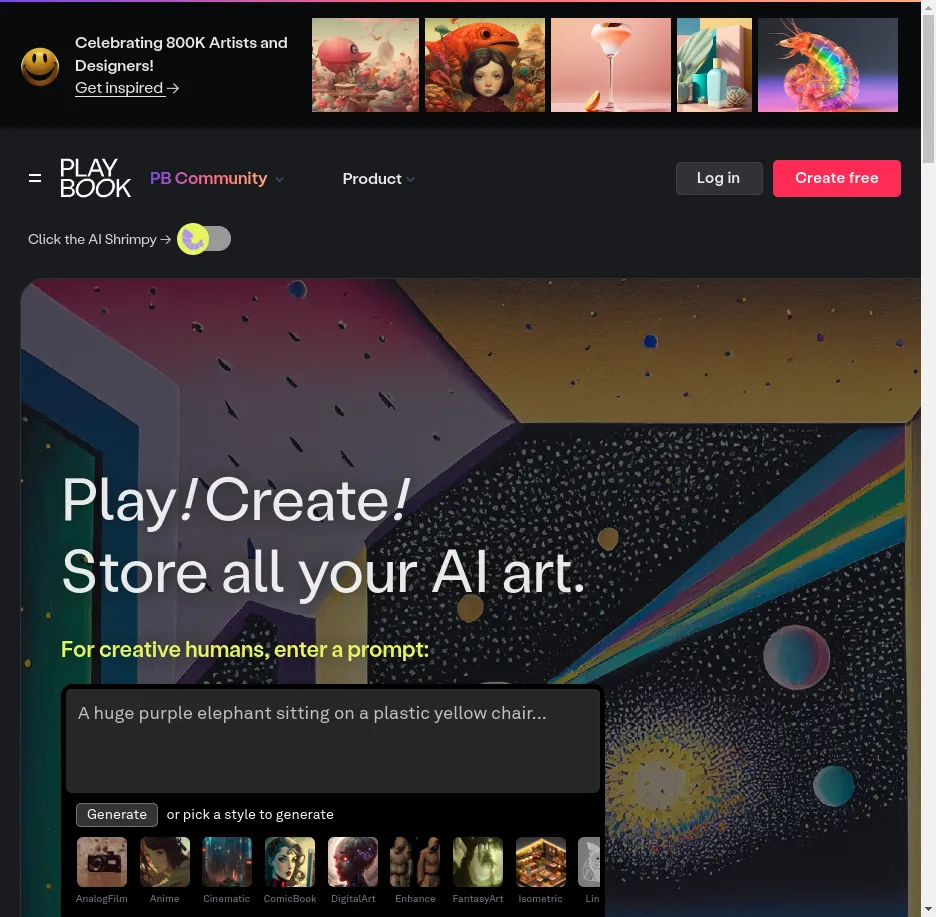 Celebrating 800K Artists and
Designers!
Get inspired →
PLAY
BOOK
PB Community
Product
Log in
Create free
Click the AI Shrimpy →
Play! Create!
Store all your AI art.
For creative humans, enter a prompt:
A huge purple elephant sitting on a plastic yellow chair...
Generate or pick a style to generate
AnalogFilm Anime Cinematic ComicBook DigitalArt Enhance FantasyArt Isometric Lin